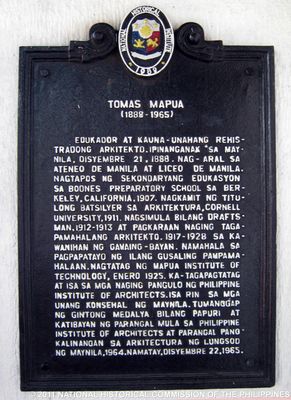 NATIONAL HISTORICAL INSTITUTE
1982
TOMAS MAPUA
(1888-1965)
EDUKADOR AT KAUNA-UNAHANG REHIS-
TRADONG ARKITEKTO. IPINANGANAK SA MAY-
NILA, DISYEMBRE 21, 1888. NAG-ARAL SA
ATENEO DE MANILA AT LICEO DE MANILA.
NAGTAPOS NG SEKONDARYANG EDUKASYON
SA BOONES PREPARATORY SCHOOL SA BER-
KELEY, CALIFORNIA, 1907. NAGKAMIT NG TITU-
LONG BATSILYER SA ARKITEKTURA, CORNELL
UNIVERSITY, 1911. NAGSIMULA BILANG DRAFTS-
MAN, 1912-1913 AT PAGKARAAN NAGING TAGA-
PAMAHALANG ARKITEKTO, 1917-1928 SA KA-
WANIHAN NG GAWAING-BAYAN. NAMAHALA SA
PAGPAPATAYO NG ILANG GUSALING PAMPAMA-
HALAAN. NAGTATAG NG MAPUA INSTITUTE OF
TECHNOLOGY, ENERO 1925. KA-TAGAPAGTATAG
AT ISA SA MGA NAGING PANGULO NG PHILIPPINE
INSTITUTE OF ARCHITECTS. ISA RIN SA MGA
UNANG KONSEHAL NG MAYNILA. TUMANGGAP
NG GINTONG MEDALYA BILANG PAPURI AT
KATIBAYAN NG PARANGAL MULA SA PHILIPPINE
INSTITUTE OF ARCHITECTS AT PARANGAL PANG
KALINANGAN SA ARKITECTURA NG LUNGSOD
NG MAYNILA, 1964. NAMATAY, DISYEMBRE 22, 1965.
© 2011 NATIONAL HISTORICAL COMMISSION OF THE PHILIPPINES